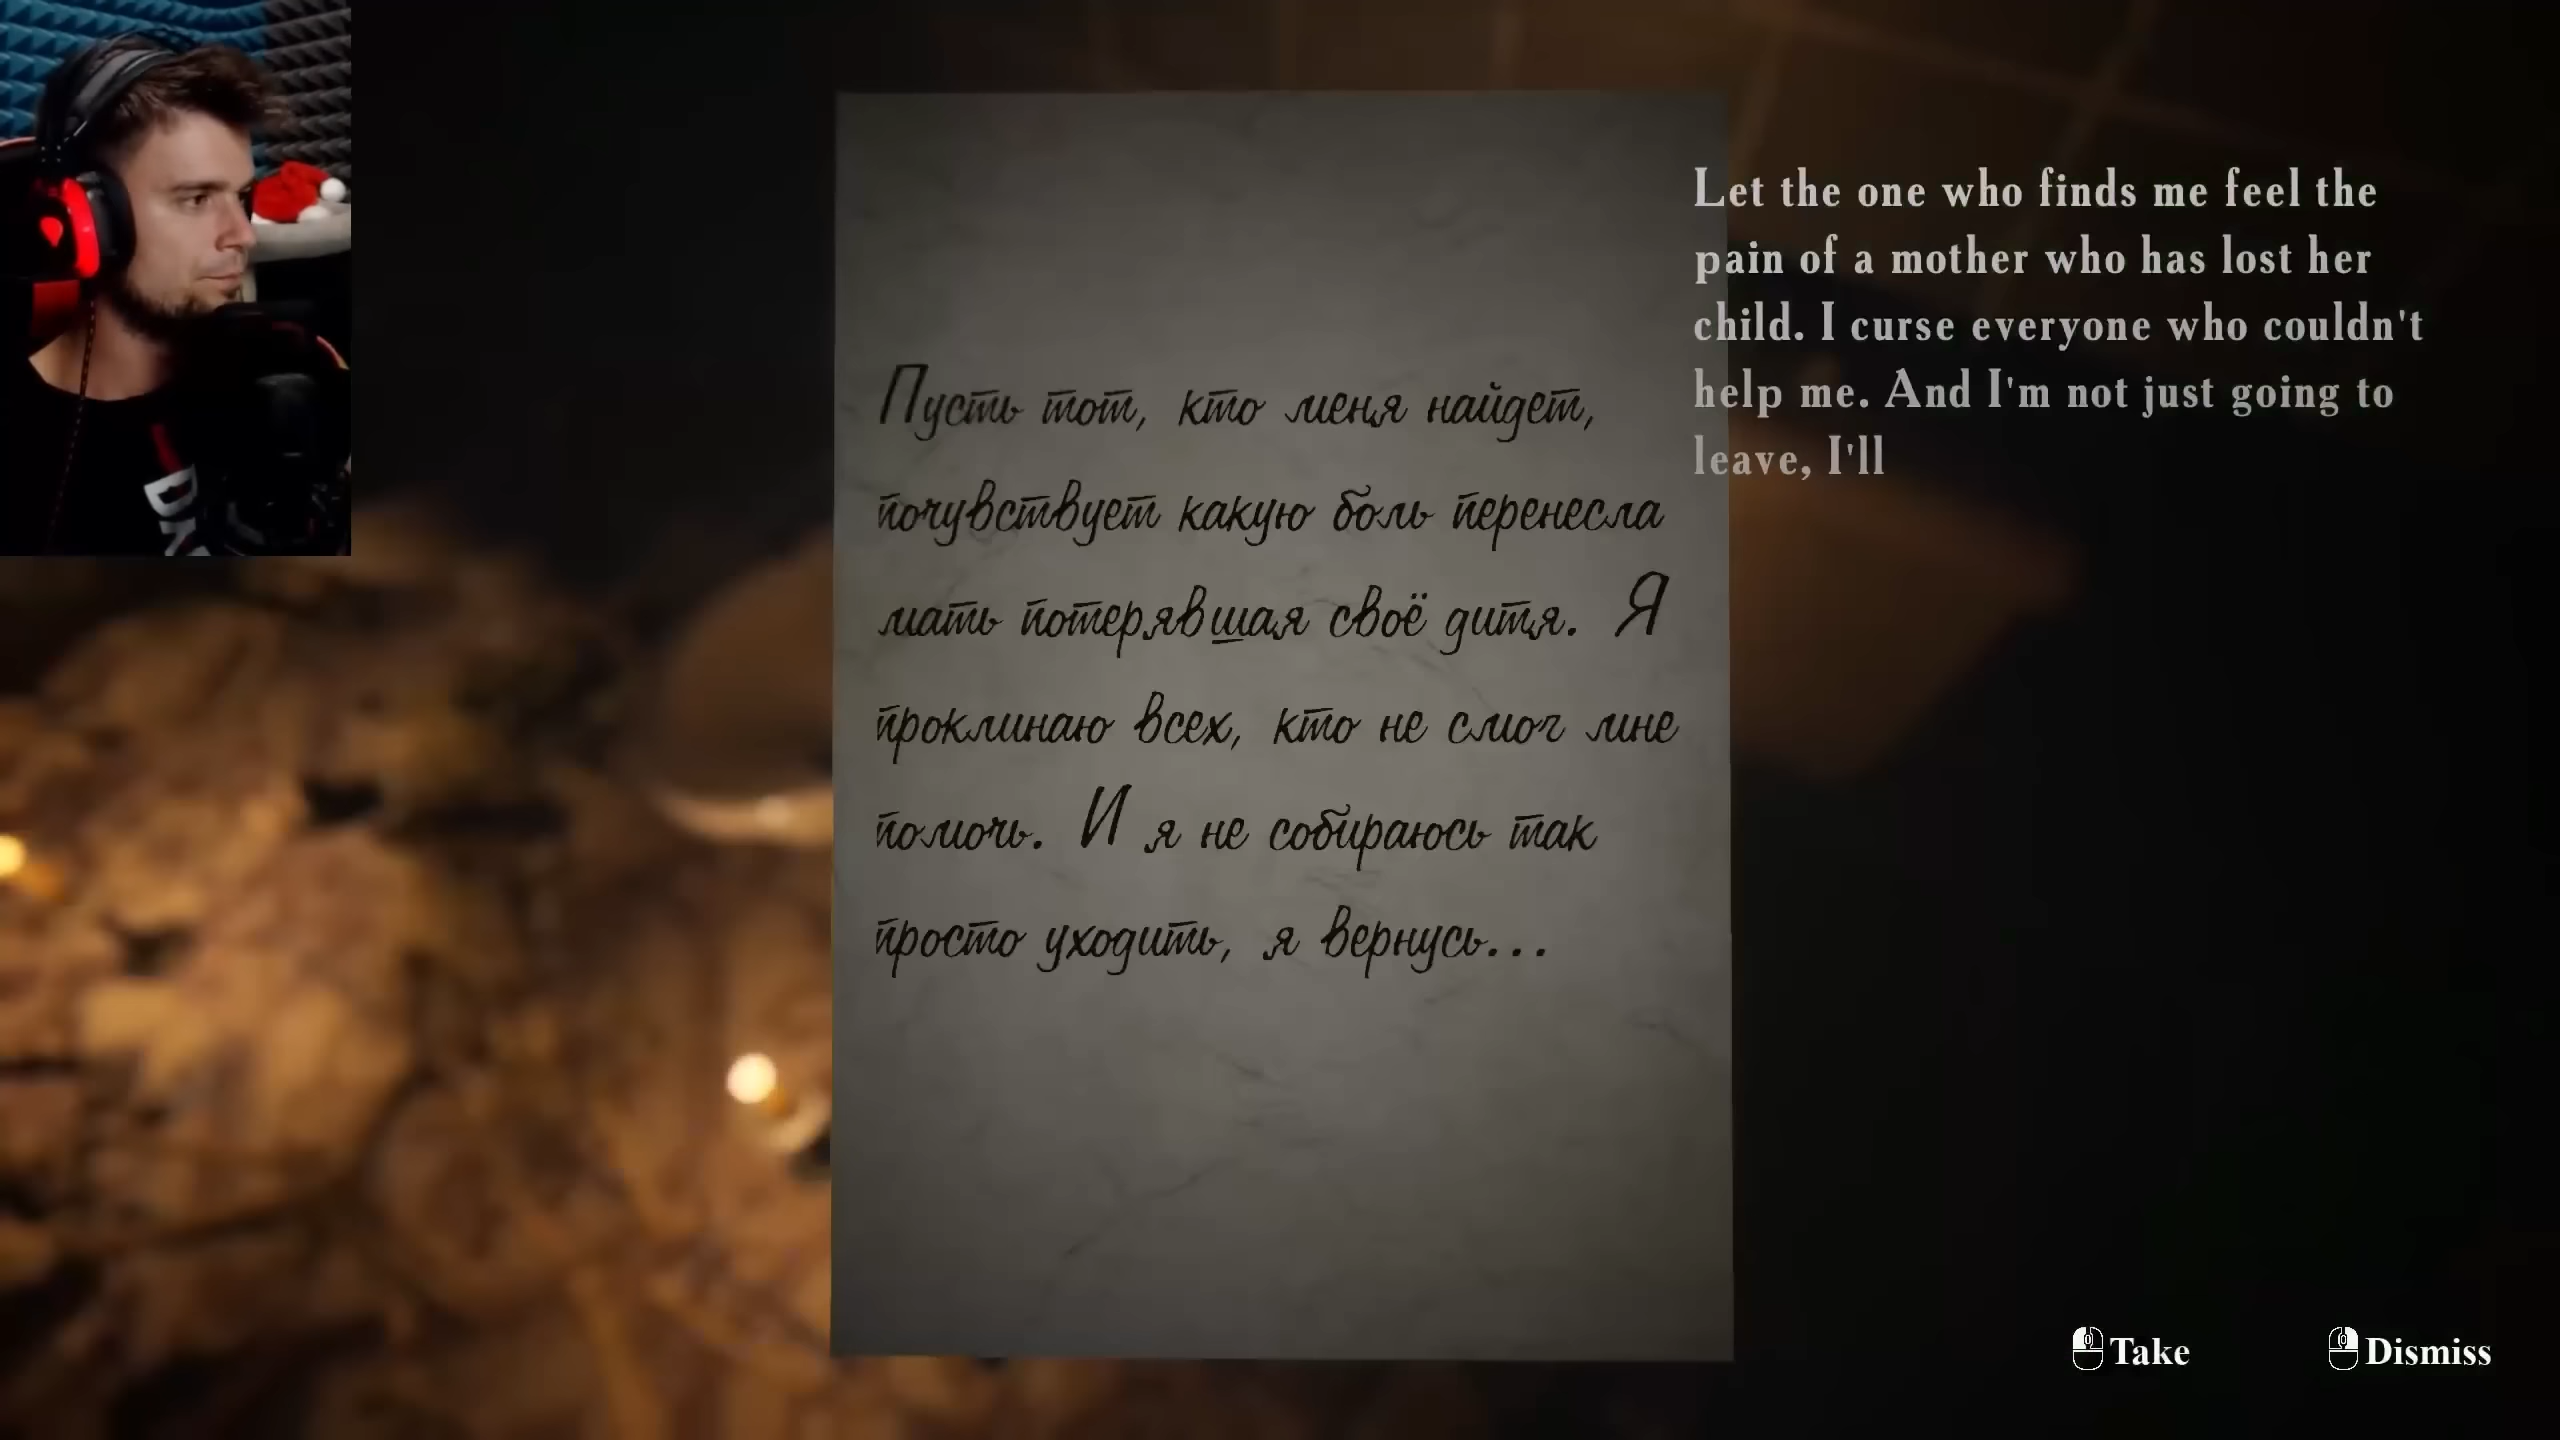 Let the one who finds me feel the
pain of a mother who has lost her
child. I curse everyone who couldn't
help me. And I'm not just going to
leave, I'll
Пусть тот, кто меня найдет,
почувствует какую боль перенесла
мать потерявшая своё дитя. Я
проклинаю всех, кто не смог мне
помочь. И я не собираюсь так
просто уходить, я вернусь...
Take
Dismiss